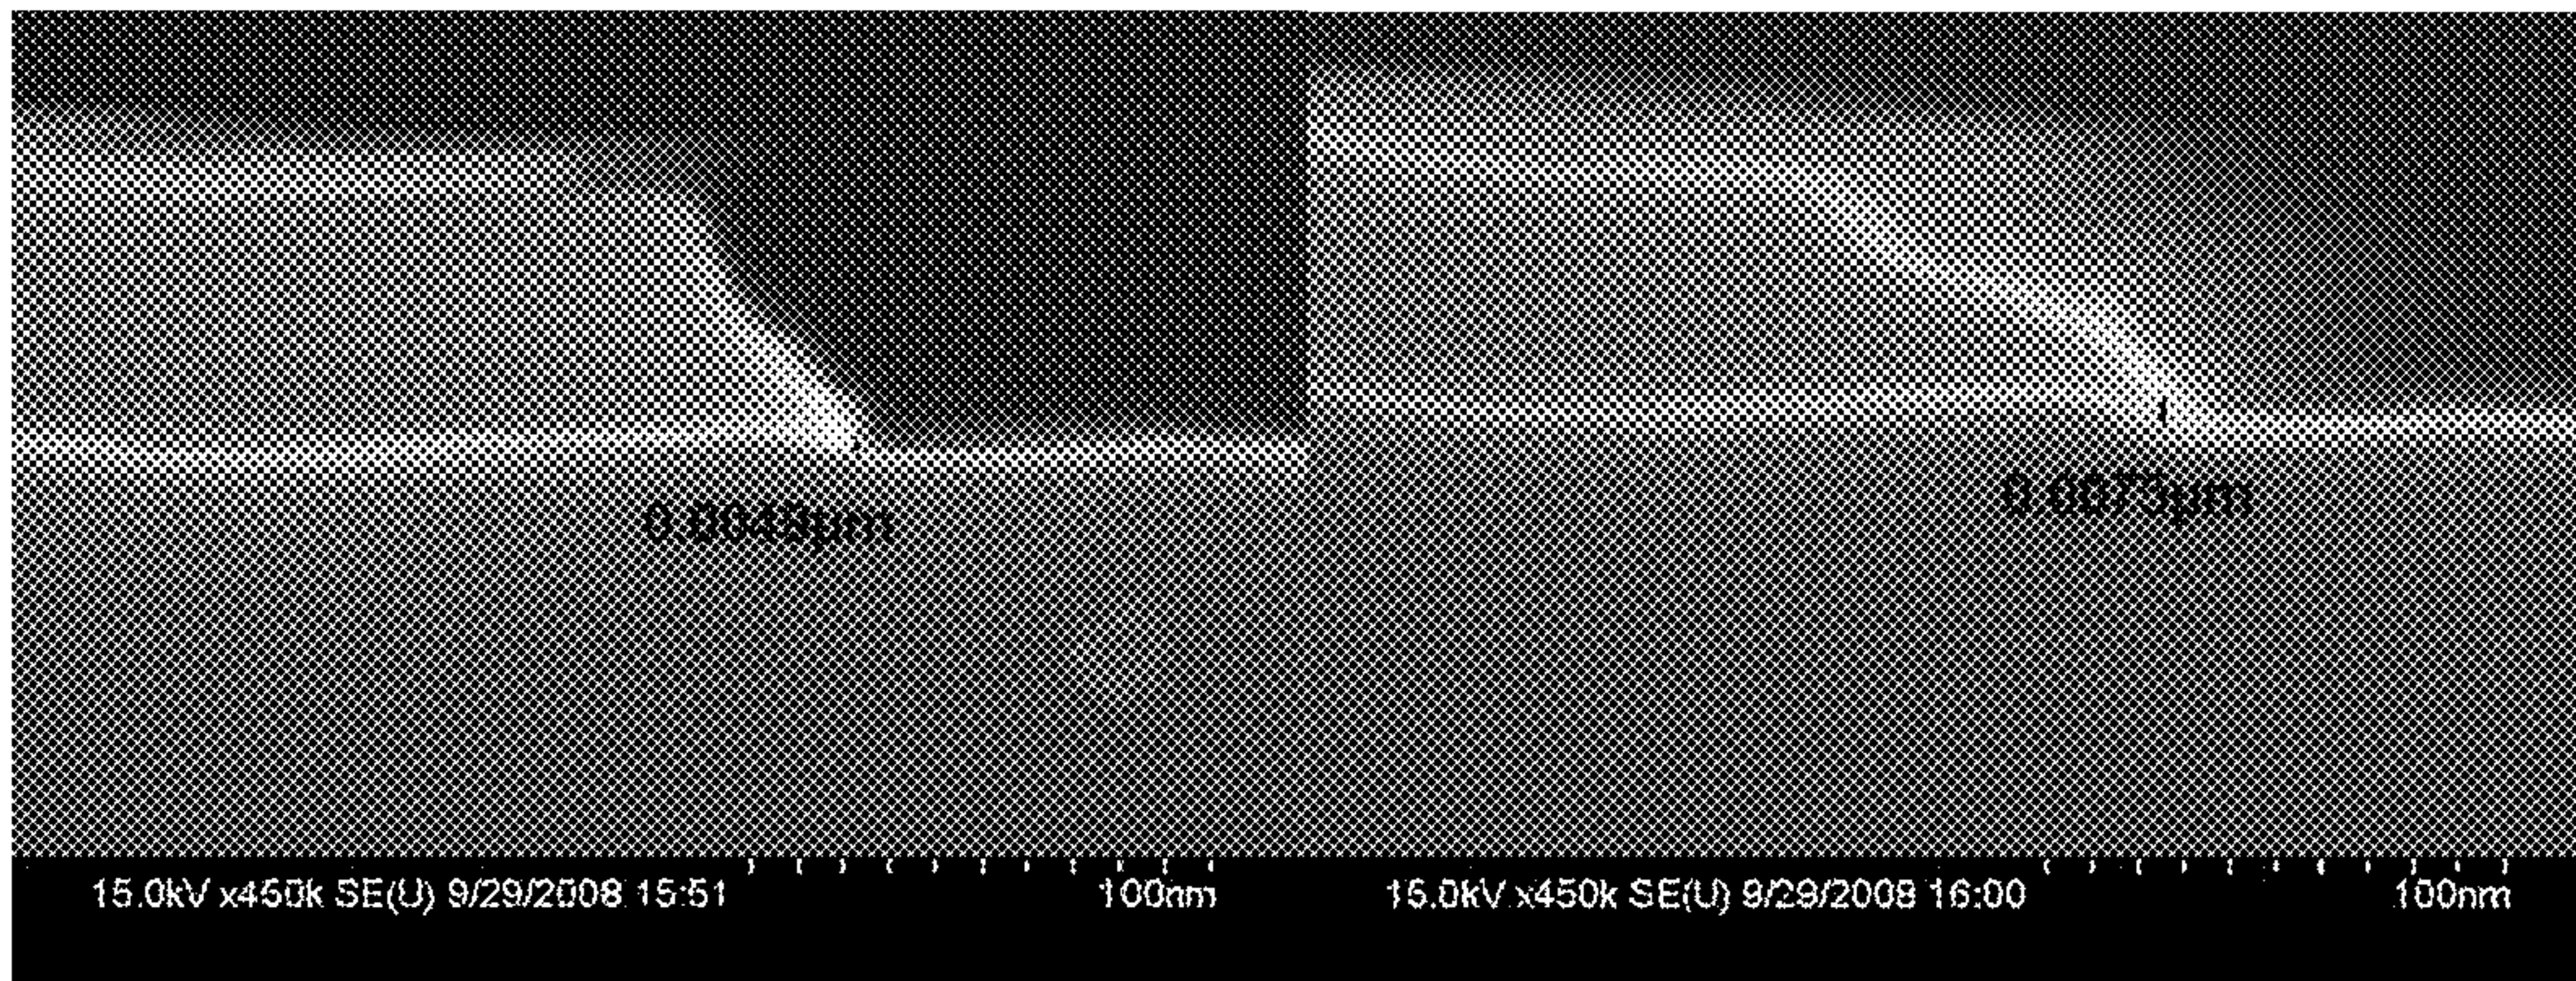 0.0048µm
0.0075µm
15.0kV x450k SE(U) 9/29/2008 15:51
100nm
15.0kV x450k SE(U) 9/29/2008 16:00
100nm